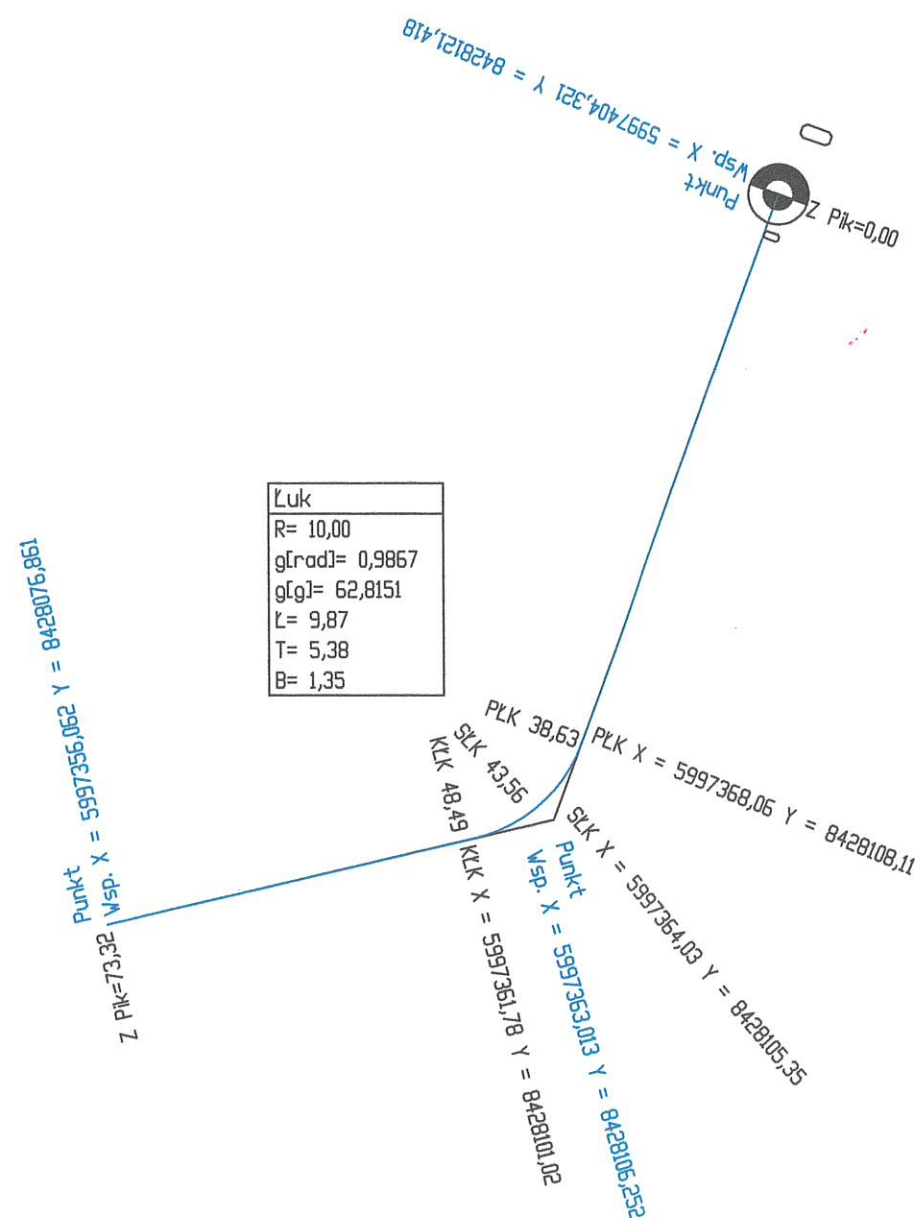 Punkt
Wsp. X = 5997404,321 Y = 8428121,418
Z Pik=0,00
Łuk
R= 10,00
g[rad]= 0,9867
g[g]= 62,8151
Ł= 9,87
T= 5,38
B= 1,35
Punkt
Wsp. X = 5997356,062 Y = 8428076,861
Z Pik=73,32
PŁK 38,63
PŁK X = 5997368,06 Y = 8428108,11
SŁK 43,56
SŁK X = 5997364,03 Y = 8428105,35
KŁK 48,49
KŁK X = 5997361,78 Y = 8428101,02
Punkt
Wsp. X = 5997363,013 Y = 8428106,252